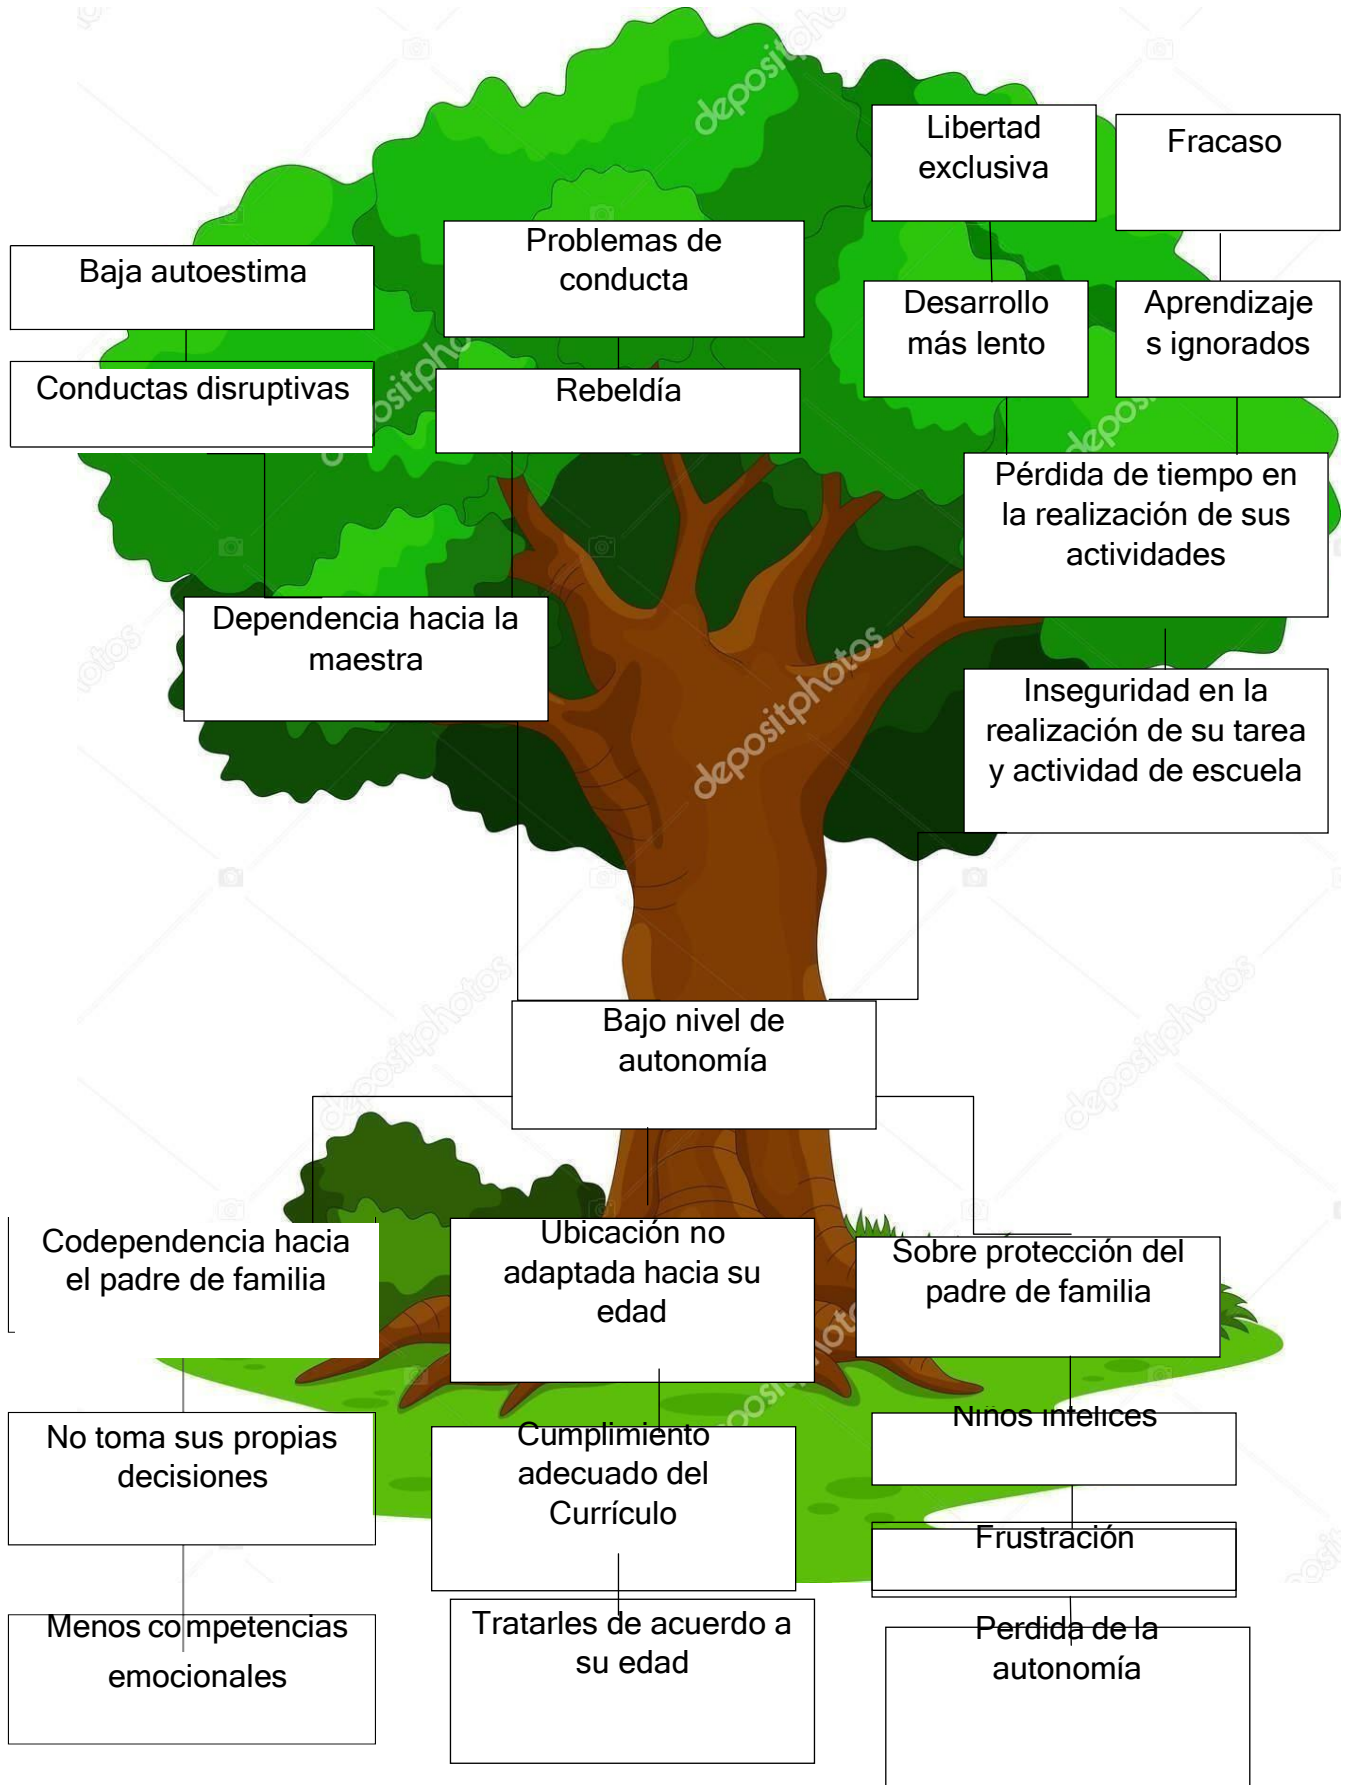 Libertad
exclusiva
Fracaso
Problemas de
conducta
Baja autoestima
Desarrollo
más lento
Aprendizaje
s ignorados
Conductas disruptivas
Rebeldía
Pérdida de tiempo en
la realización de sus
actividades
Dependencia hacia la
maestra
Inseguridad en la
realización de su tarea
y actividad de escuela
Bajo nivel de
autonomía
Codependencia hacia
el padre de familia
Ubicación no
adaptada hacia su
edad
Sobre protección del
padre de familia
No toma sus propias
decisiones
Cumplimiento
adecuado del
Currículo
Niños infelices
Frustración
Menos competencias
emocionales
Tratarles de acuerdo a
su edad
Perdida de la
autonomía
depositphotos
depositphotos
depositphotos
depositphotos